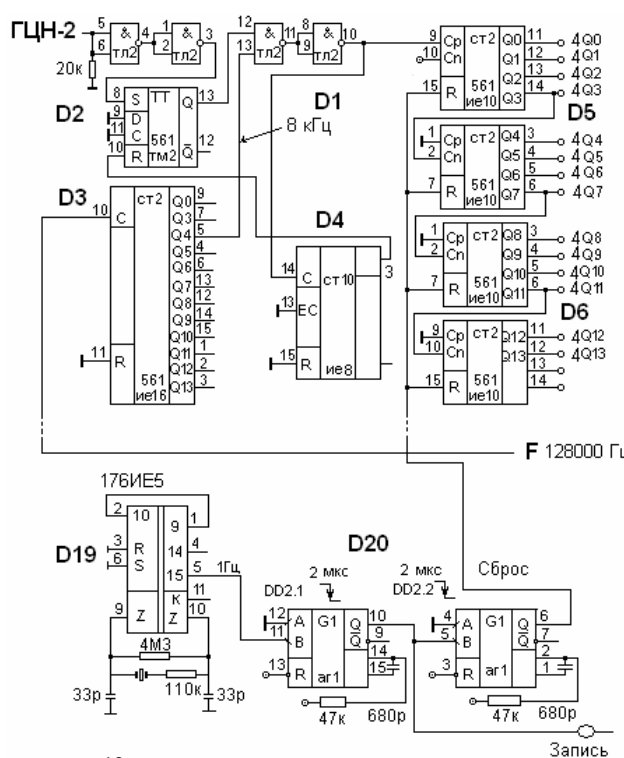 ГЦН-2
5
6
&
тл2
4
1
2
&
тл2
3
12
13
&
тл2
11
8
9
&
тл2
10
20к
D1
8 кГц
D2
8
9
11
10
S
D
C
R
TT
561
тм2
Q
Q
13
12
D3
10
11
C
R
ст2
561
ие16
Q0
Q3
Q4
Q5
Q6
Q7
Q8
Q9
Q10
Q11
Q12
Q13
9
7
5
4
6
13
12
14
15
1
2
3
D4
14
13
15
C
EC
R
ст10
ие8
3
D5
9
10
15
Cp
Cn
R
ст2
561
ие10
Q0
Q1
Q2
Q3
11
12
13
14
4Q0
4Q1
4Q2
4Q3
1
2
7
Cp
Cn
R
ст2
561
ие10
Q4
Q5
Q6
Q7
3
4
5
6
4Q4
4Q5
4Q6
4Q7
D6
1
2
7
Cp
Cn
R
ст2
561
ие10
Q8
Q9
Q10
Q11
3
4
5
6
4Q8
4Q9
4Q10
4Q11
9
10
15
Cp
Cn
R
ст2
561
ие10
Q12
Q13
11
12
13
14
4Q12
4Q13
F 128000 Гц
176ИЕ5
D19
2
3
6
9
10
R
S
Z
9
14
15
К
Z
1
4
5
11
10
1Гц
4М3
110к
33р
33р
D20
2 мкс
DD2.1
12
11
13
A
B
R
G1
аг1
Q
Q
10
9
14
15
47к
680р
2 мкс
DD2.2
Сброс
4
5
3
A
B
R
G1
аг1
Q
Q
6
7
2
1
47к
680р
Запись